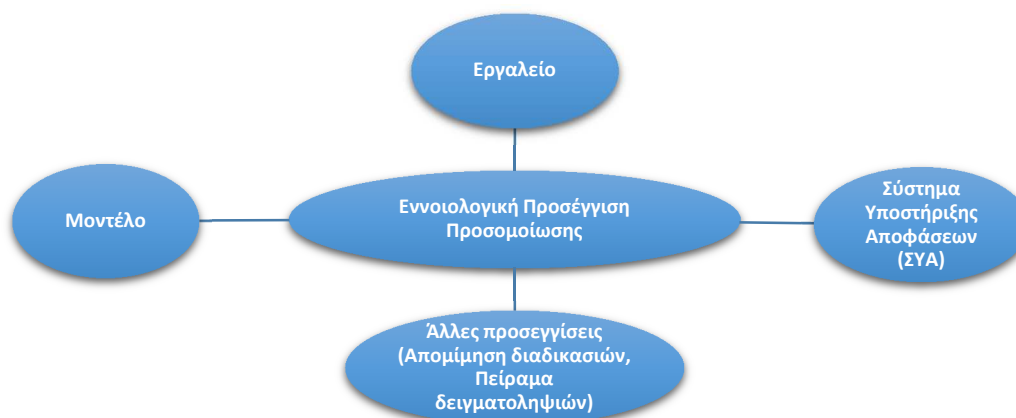 Εργαλείο
Μοντέλο
Εννοιολογική Προσέγγιση
Προσομοίωσης
Σύστημα
Υποστήριξης
Αποφάσεων
(ΣΥΑ)
Άλλες προσεγγίσεις
(Απομίμηση διαδικασιών,
Πείραμα
δειγματοληψιών)